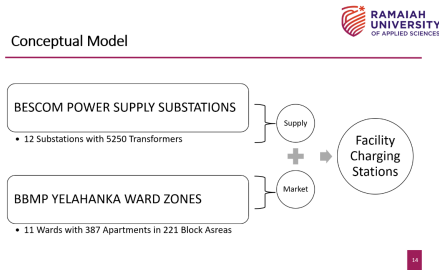 RAMAIAH
UNIVERSITY
OF APPLIED SCIENCES
Conceptual Model
BESCOM POWER SUPPLY SUBSTATIONS
• 12 Substations with 5250 Transformers
Supply
Facility
Charging
Stations
Market
BBMP YELAHANKA WARD ZONES
• 11 Wards with 387 Apartments in 221 Block Asreas
14